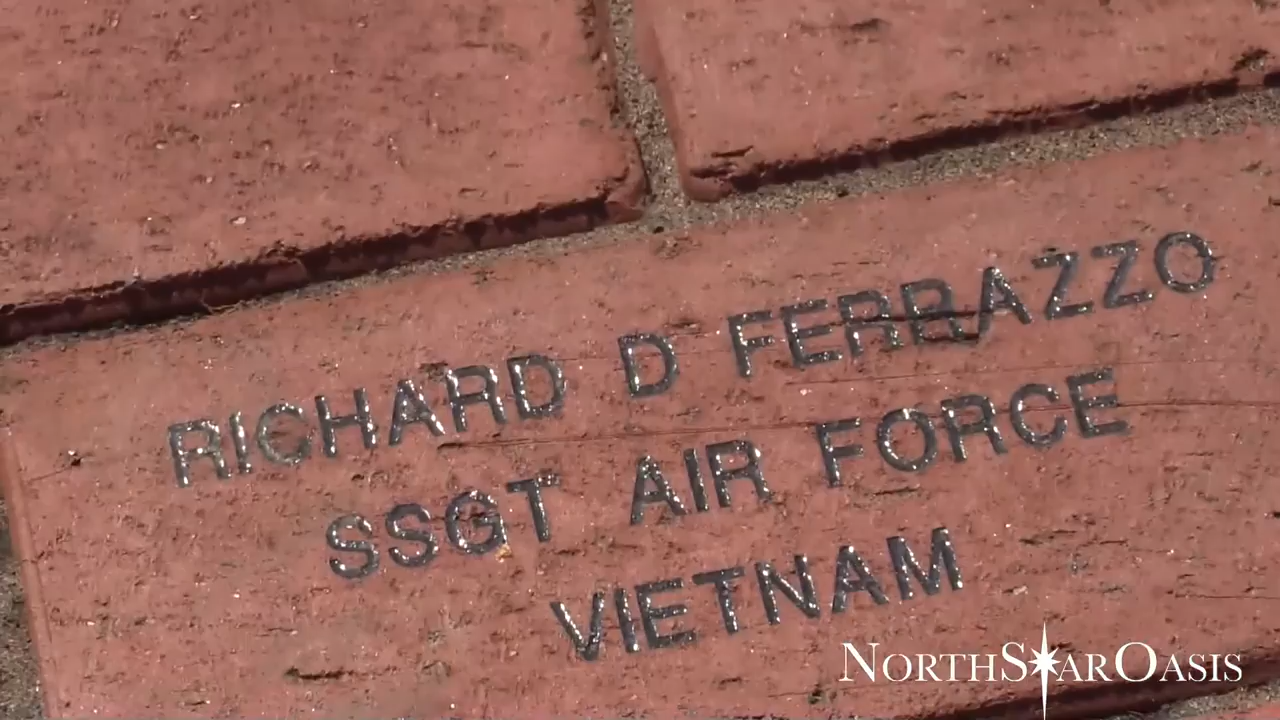 RICHARD D FERRAZZO
SSGT AIR FORCE
VIETNAM
NORTHSTAROASIS